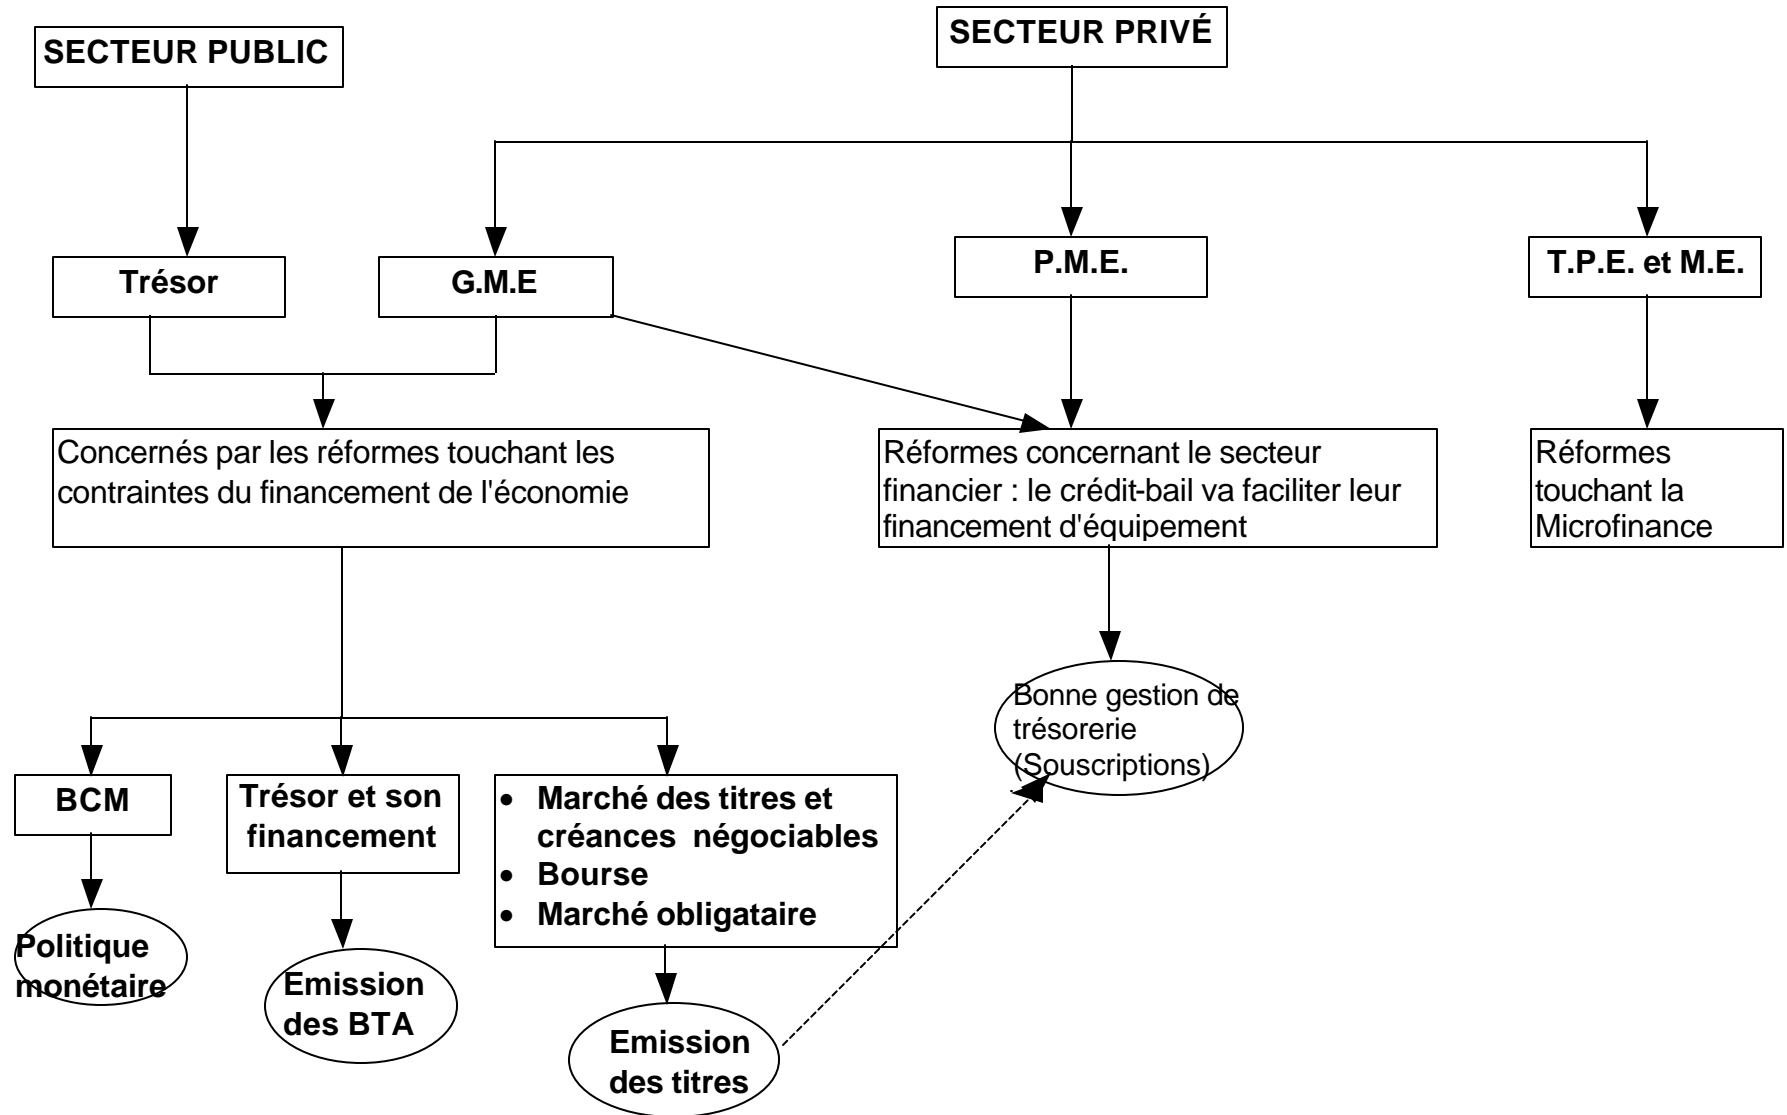 SECTEUR PUBLIC
SECTEUR PRIVÉ
Trésor
G.M.E
P.M.E.
T.P.E. et M.E.
Concernés par les réformes touchant les
contraintes du financement de l'économie
Réformes concernant le secteur
financier : le crédit-bail va faciliter leur
financement d'équipement
Réformes
touchant la
Microfinance
Bonne gestion de
trésorerie
(Souscriptions)
BCM
Trésor et son
financement
• Marché des titres et
créances négociables
• Bourse
• Marché obligataire
Politique
monétaire
Emission
des BTA
Emission
des titres